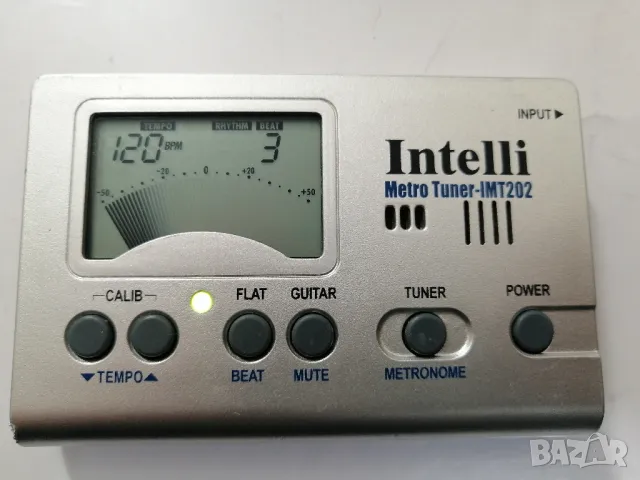 INPUT ▶
TEMPO RHYTHM BEAT
120 BPM 3
-50 -20 0 +20 +50
Intelli
Metro Tuner-IMT202
CALIB FLAT GUITAR TUNER POWER
▼TEMPO▲ BEAT MUTE METRONOME
BAZAR